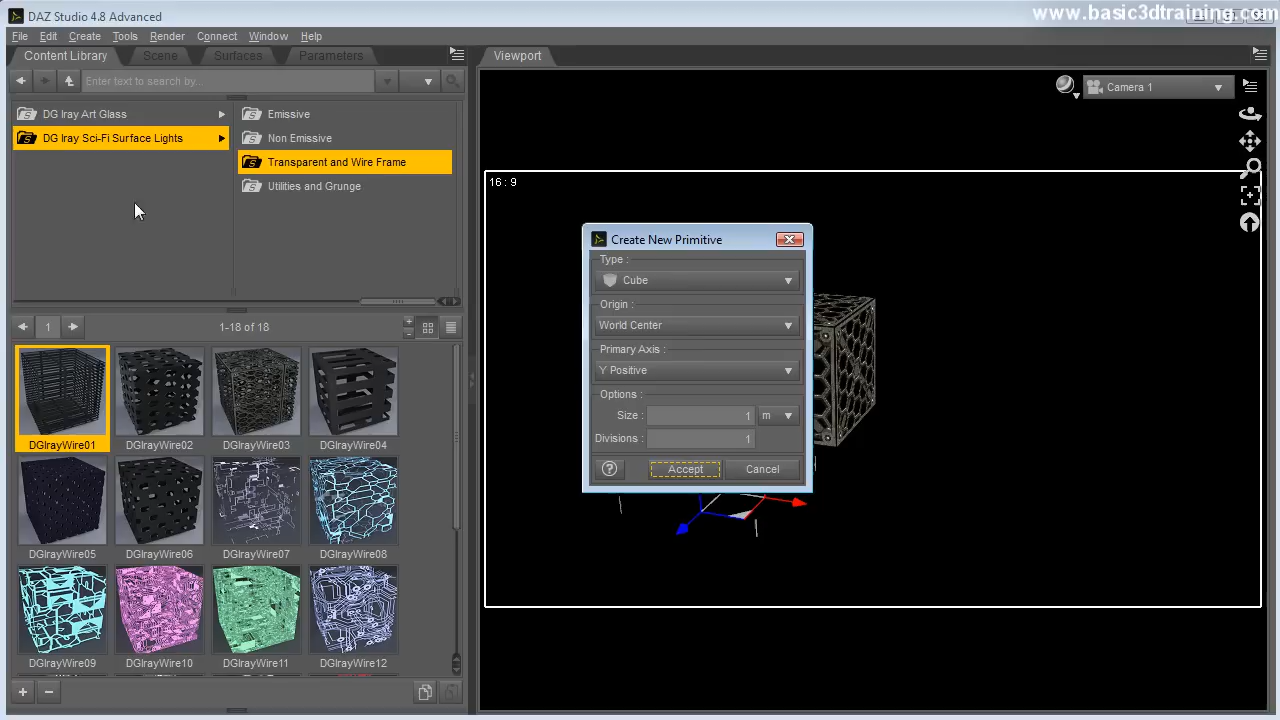 DAZ Studio 4.8 Advanced
www.basic3dtraining.com
File Edit Create Tools Render Connect Window Help
Content Library Scene Surfaces Parameters
Viewport
Enter text to search by...
Camera 1
DG Iray Art Glass
DG Iray Sci-Fi Surface Lights
Emissive
Non Emissive
Transparent and Wire Frame
Utilities and Grunge
16 : 9
Create New Primitive
Type :
Cube
Origin :
World Center
Primary Axis :
Y Positive
Options :
Size : 1 m
Divisions : 1
Accept Cancel
1
1-18 of 18
DGIrayWire01 DGIrayWire02 DGIrayWire03 DGIrayWire04
DGIrayWire05 DGIrayWire06 DGIrayWire07 DGIrayWire08
DGIrayWire09 DGIrayWire10 DGIrayWire11 DGIrayWire12